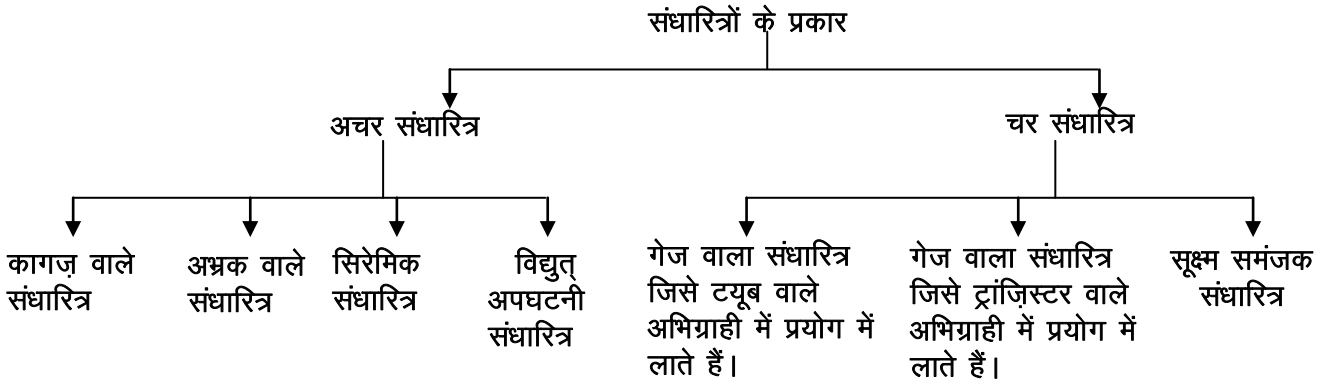 संधारित्रों के प्रकार
अचर संधारित्र
चर संधारित्र
कागज़ वाले
संधारित्र
अभ्रक वाले
संधारित्र
सिरेमिक
संधारित्र
विद्युत्
अपघटनी
संधारित्र
गेज वाला संधारित्र
जिसे टयूब वाले
अभिग्राही में प्रयोग में
लाते हैं।
गेज वाला संधारित्र
जिसे ट्रांज़िस्टर वाले
अभिग्राही में प्रयोग में
लाते हैं।
सूक्ष्म समंजक
संधारित्र